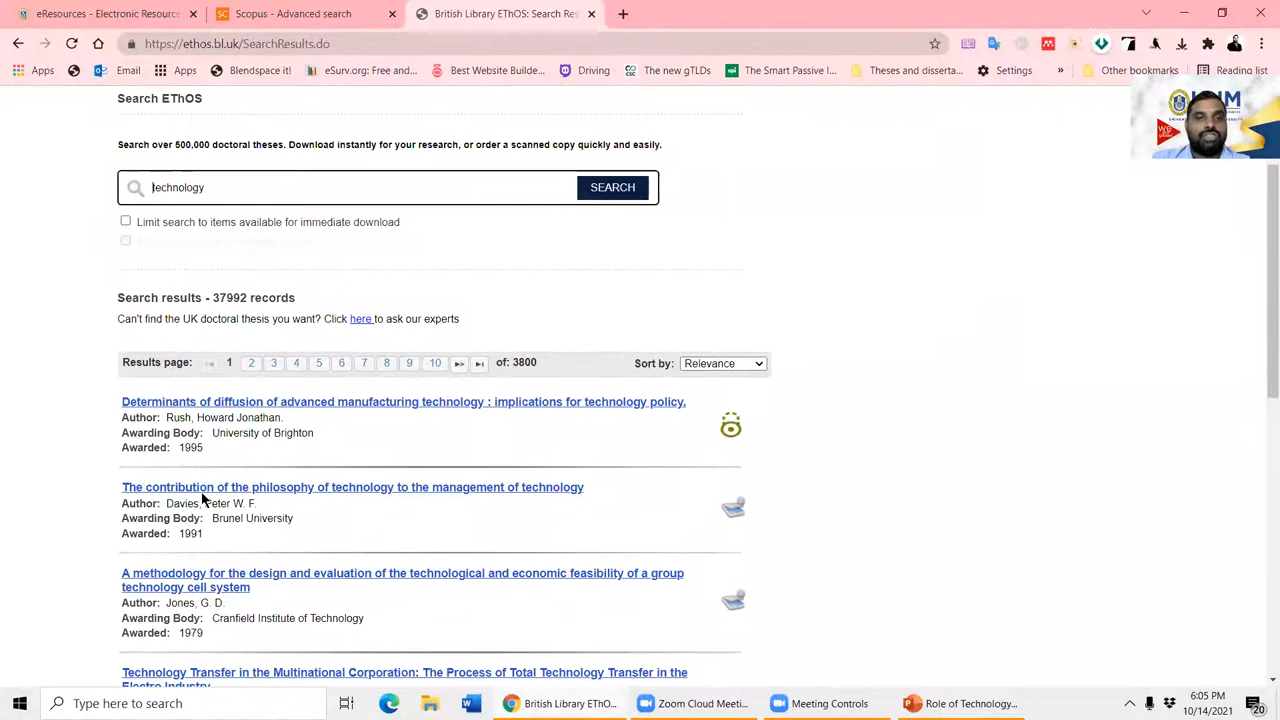 eResources - Electronic Resourc
Scopus - Advanced search
British Library EThOS: Search Res
https://ethos.bl.uk/SearchResults.do
Apps
Email
Apps
Blendspace it!
eSurv.org: Free and...
Best Website Builde...
Driving
The new gTLDs
The Smart Passive I...
Theses and disserta...
Settings
»
Other bookmarks
Reading list
Search EThOS
Search over 500,000 doctoral theses. Download instantly for your research, or order a scanned copy quickly and easily.
technology
SEARCH
Limit search to items available for immediate download
Search results - 37992 records
Can't find the UK doctoral thesis you want? Click here to ask our experts
Results page: 1 2 3 4 5 6 7 8 9 10 of: 3800 Sort by: Relevance
Determinants of diffusion of advanced manufacturing technology : implications for technology policy.
Author: Rush, Howard Jonathan.
Awarding Body: University of Brighton
Awarded: 1995
The contribution of the philosophy of technology to the management of technology
Author: Davies, Peter W. F.
Awarding Body: Brunel University
Awarded: 1991
A methodology for the design and evaluation of the technological and economic feasibility of a group
technology cell system
Author: Jones, G. D.
Awarding Body: Cranfield Institute of Technology
Awarded: 1979
Technology Transfer in the Multinational Corporation: The Process of Total Technology Transfer in the
Electro Industry
Type here to search
British Library EThO...
Zoom Cloud Meeti...
Meeting Controls
Role of Technology...
6:05 PM
10/14/2021
20